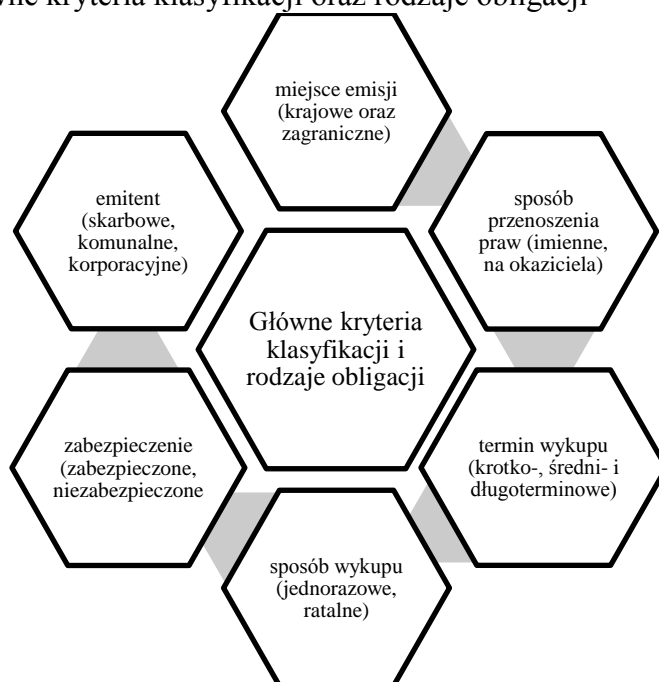 kryteria klasyfikacji oraz rodzaje obligacji
miejsce emisji
(krajowe oraz
zagraniczne)
sposób
przenoszenia
praw (imienne,
na okaziciela)
termin wykupu
(krotko-, średni- i
długoterminowe)
sposób wykupu
(jednorazowe,
ratalne)
zabezpieczenie
(zabezpieczone,
niezabezpieczone
emitent
(skarbowe,
komunalne,
korporacyjne)
Główne kryteria
klasyfikacji i
rodzaje obligacji